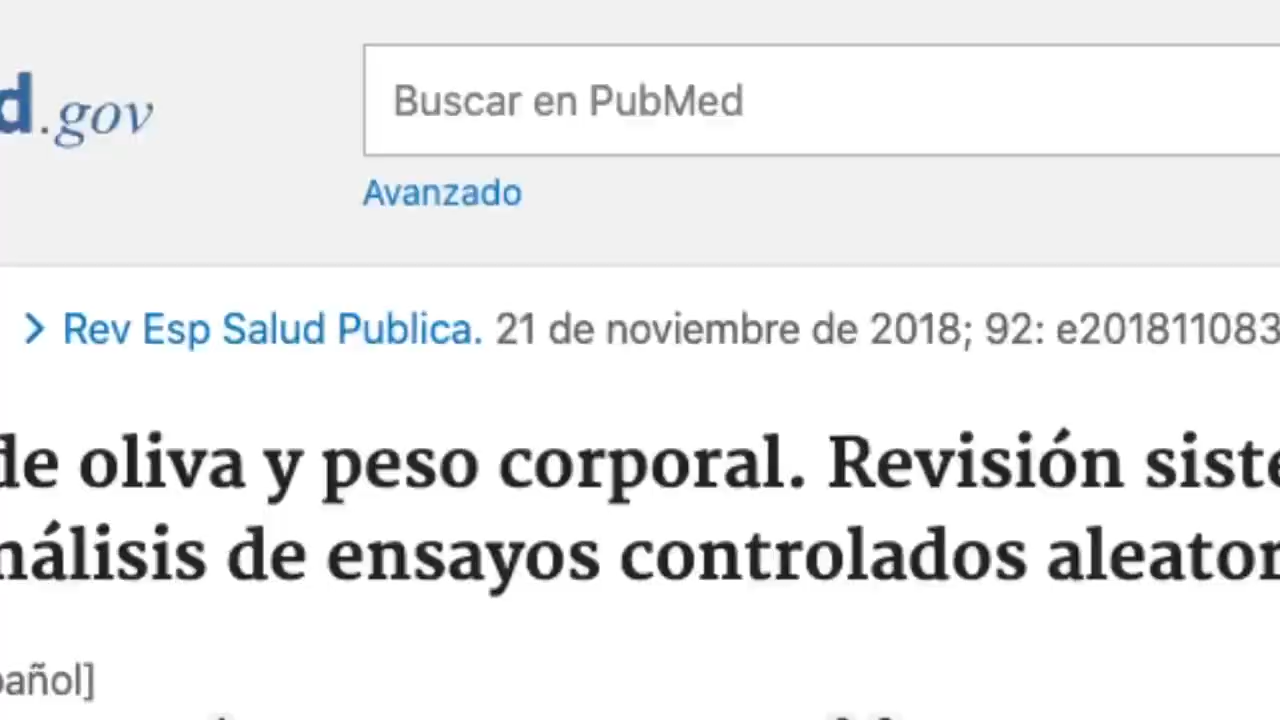 d.gov
Buscar en PubMed
Avanzado
> Rev Esp Salud Publica. 21 de noviembre de 2018; 92: e201811083
de oliva y peso corporal. Revisión siste
nálisis de ensayos controlados aleator
pañol]